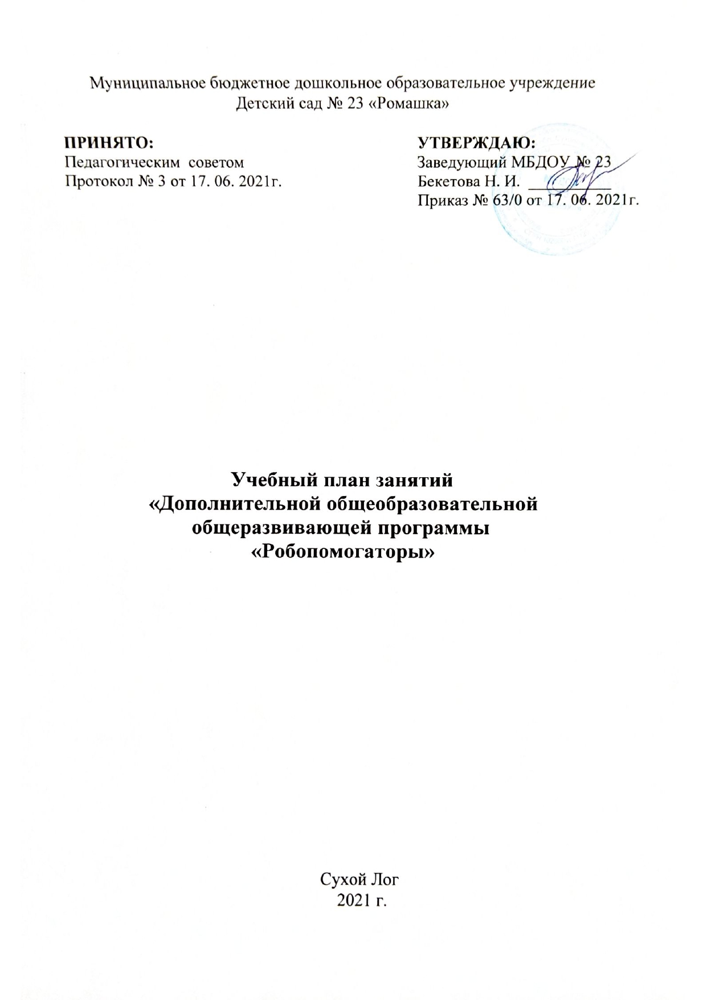 Муниципальное бюджетное дошкольное образовательное учреждение
Детский сад № 23 «Ромашка»
ПРИНЯТО:
Педагогическим советом
Протокол № 3 от 17. 06. 2021г.
УТВЕРЖДАЮ:
Заведующий МБДОУ № 23
Бекетова Н. И. ___________
Приказ № 63/0 от 17. 06. 2021г.
Учебный план занятий
«Дополнительной общеобразовательной
общеразвивающей программы
«Робопомогаторы»
Сухой Лог
2021 г.